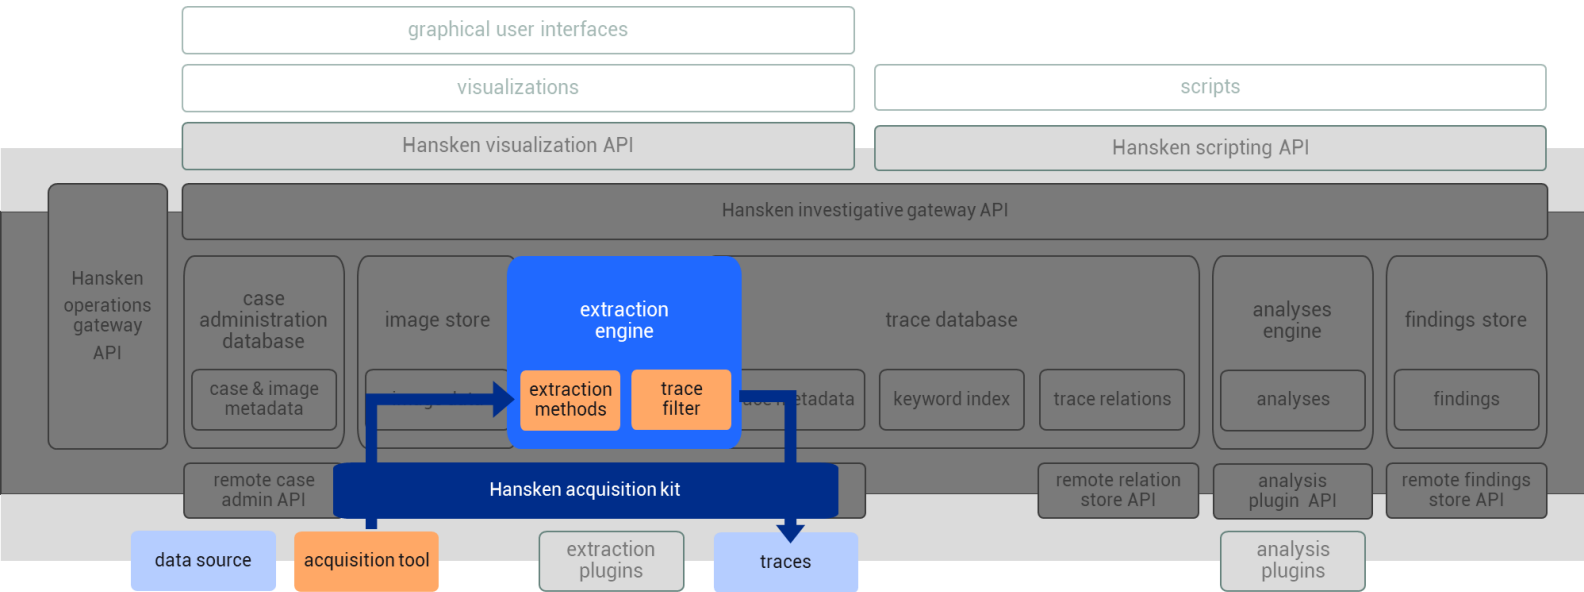 graphical user interfaces
visualizations
scripts
Hansken visualization API
Hansken scripting API
Hansken investigative gateway API
Hansken
operations
gateway
API
case
administration
database
case & image
metadata
image store
extraction
engine
extraction
methods
trace
filter
trace database
metadata
keyword index
trace relations
analyses
engine
analyses
findings store
findings
remote case
admin API
Hansken acquisition kit
remote relation
store API
analysis
plugin API
remote findings
store API
data source
acquisition tool
extraction
plugins
traces
analysis
plugins